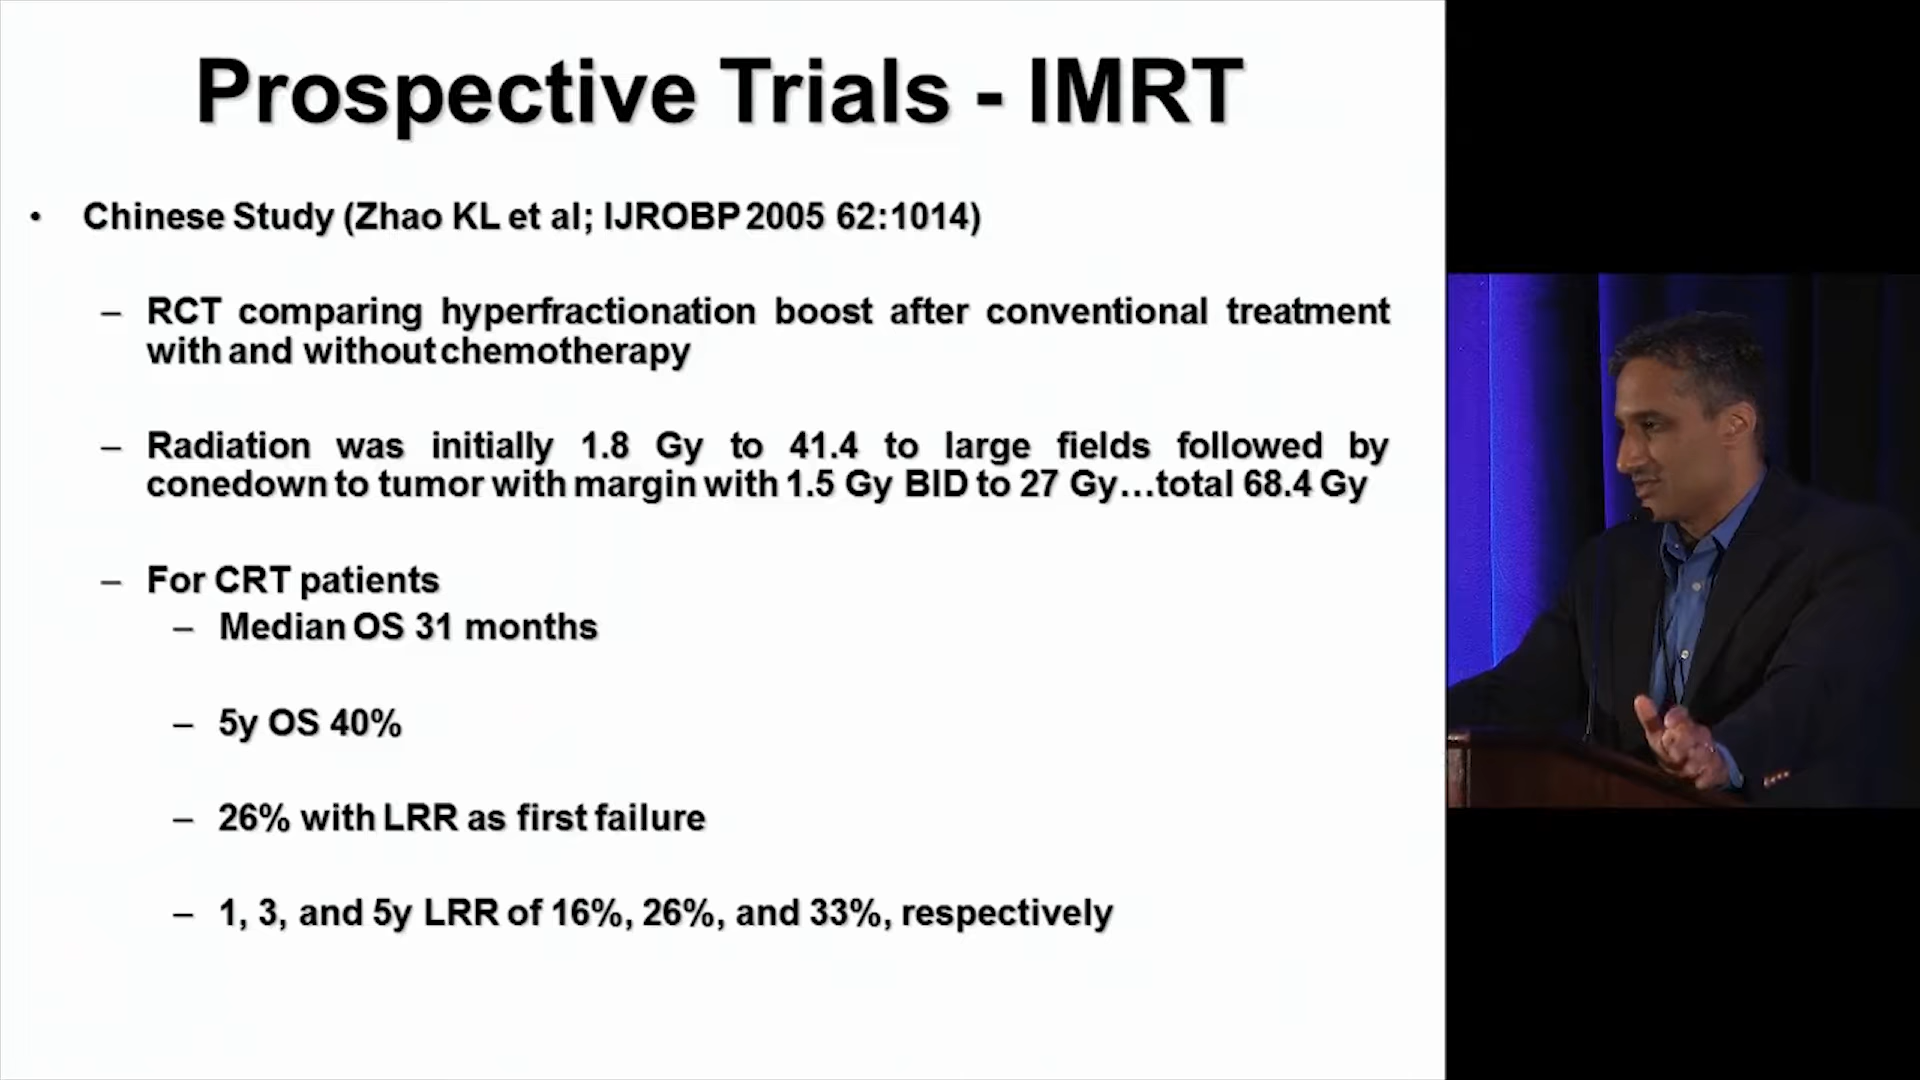 Prospective Trials - IMRT
• Chinese Study (Zhao KL et al; IJROBP 2005 62:1014)
– RCT comparing hyperfractionation boost after conventional treatment
with and without chemotherapy
– Radiation was initially 1.8 Gy to 41.4 to large fields followed by
conedown to tumor with margin with 1.5 Gy BID to 27 Gy...total 68.4 Gy
– For CRT patients
– Median OS 31 months
– 5y OS 40%
– 26% with LRR as first failure
– 1, 3, and 5y LRR of 16%, 26%, and 33%, respectively